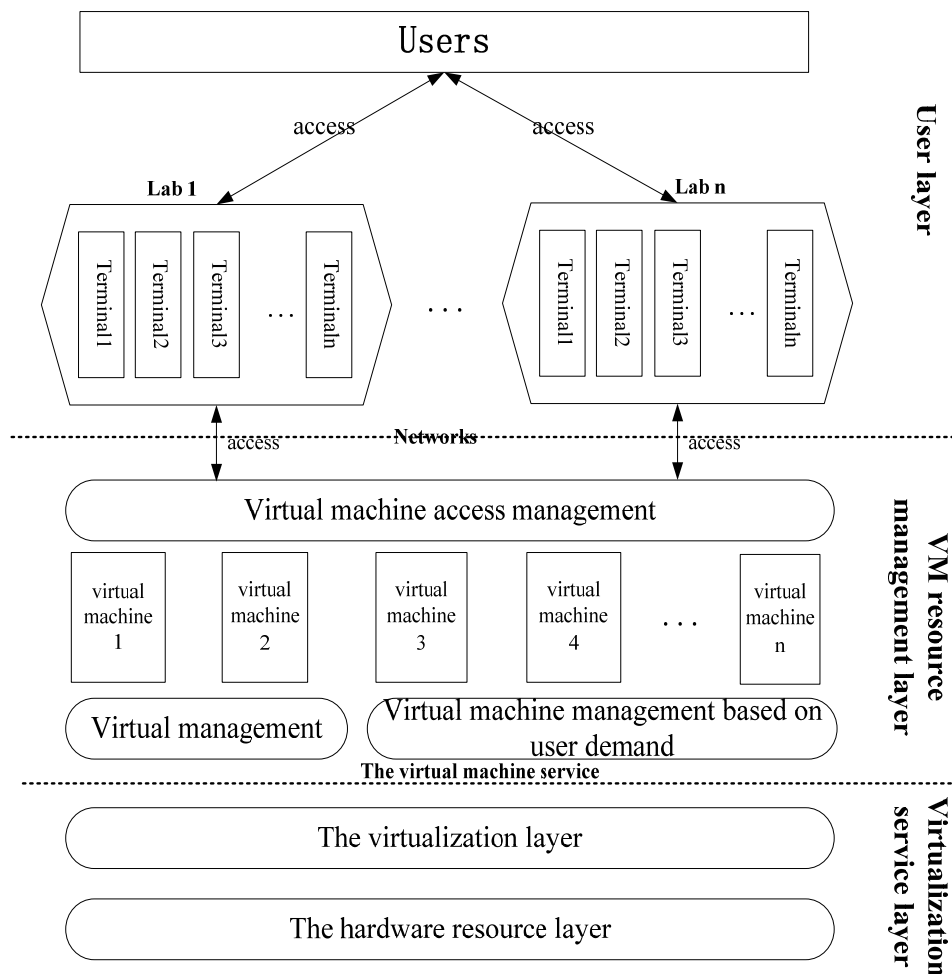 Users
access
access
User layer
Lab 1
Lab n
Terminal1
Terminal2
Terminal3
...
Terminaln
...
Terminal1
Terminal2
Terminal3
...
Terminaln
access
Networks
access
Virtual machine access management
VM resource
management layer
virtual
machine
1
virtual
machine
2
virtual
machine
3
virtual
machine
4
...
virtual
machine
n
Virtual management
Virtual machine management based on
user demand
The virtual machine service
The virtualization layer
Virtualization
service layer
The hardware resource layer